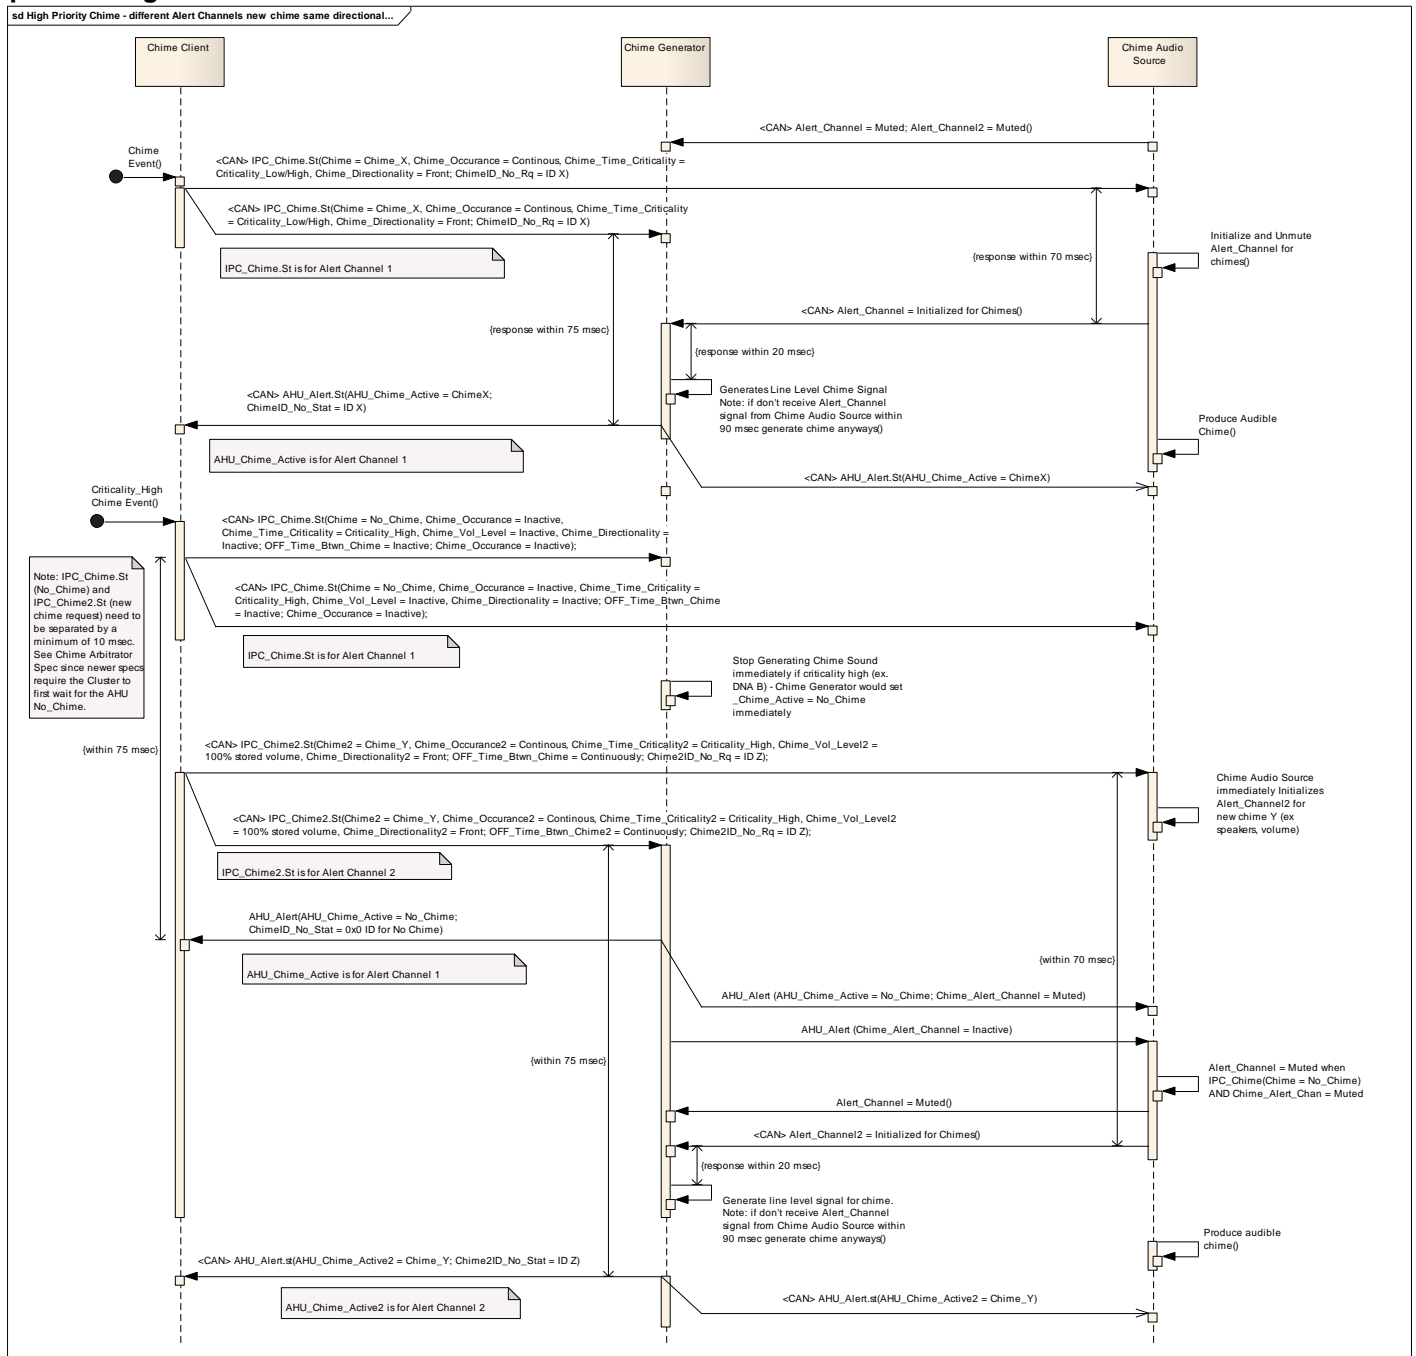 sd High Priority Chime - different Alert Channels new chime same directional...
Chime Client
Chime Generator
Chime Audio
Source
<CAN> Alert_Channel = Muted; Alert_Channel2 = Muted()
Chime
Event()
<CAN> IPC_Chime.St(Chime = Chime_X, Chime_Occurance = Continous, Chime_Time_Criticality =
Criticality_Low/High, Chime_Directionality = Front; ChimeID_No_Rq = ID X)
<CAN> IPC_Chime.St(Chime = Chime_X, Chime_Occurance = Continous, Chime_Time_Criticality
= Criticality_Low/High, Chime_Directionality = Front; ChimeID_No_Rq = ID X)
IPC_Chime.St is for Alert Channel 1
{response within 70 msec}
Initialize and Unmute
Alert_Channel for
chimes()
<CAN> Alert_Channel = Initialized for Chimes()
{response within 75 msec}
{response within 20 msec}
<CAN> AHU_Alert.St(AHU_Chime_Active = ChimeX;
ChimeID_No_Stat = ID X)
Generates Line Level Chime Signal
Note: if don't receive Alert_Channel
signal from Chime Audio Source within
90 msec generate chime anyways()
Produce Audible
Chime()
AHU_Chime_Active is for Alert Channel 1
<CAN> AHU_Alert.St(AHU_Chime_Active = ChimeX)
Criticality_High
Chime Event()
<CAN> IPC_Chime.St(Chime = No_Chime, Chime_Occurance = Inactive,
Chime_Time_Criticality = Criticality_High, Chime_Vol_Level = Inactive, Chime_Directionality =
Inactive; OFF_Time_Btwn_Chime = Inactive; Chime_Occurance = Inactive);
Note: IPC_Chime.St
(No_Chime) and
IPC_Chime2.St (new
chime request) need to
be separated by a
minimum of 10 msec.
See Chime Arbitrator
Spec since newer specs
require the Cluster to
first wait for the AHU
No_Chime.
<CAN> IPC_Chime.St(Chime = No_Chime, Chime_Occurance = Inactive, Chime_Time_Criticality =
Criticality_High, Chime_Vol_Level = Inactive, Chime_Directionality = Inactive; OFF_Time_Btwn_Chime
= Inactive; Chime_Occurance = Inactive);
IPC_Chime.St is for Alert Channel 1
Stop Generating Chime Sound
immediately if criticality high (ex.
DNA B) - Chime Generator would set
_Chime_Active = No_Chime
immediately
{within 75 msec}
<CAN> IPC_Chime2.St(Chime2 = Chime_Y, Chime_Occurance2 = Continous, Chime_Time_Criticality2 = Criticality_High, Chime_Vol_Level2 =
100% stored volume, Chime_Directionality2 = Front; OFF_Time_Btwn_Chime = Continuously; Chime2ID_No_Rq = ID Z);
Chime Audio Source
immediately Initializes
Alert_Channel2 for
new chime Y (ex
speakers, volume)
<CAN> IPC_Chime2.St(Chime2 = Chime_Y, Chime_Occurance2 = Continous, Chime_Time_Criticality2 = Criticality_High, Chime_Vol_Level2
= 100% stored volume, Chime_Directionality2 = Front; OFF_Time_Btwn_Chime2 = Continuously; Chime2ID_No_Rq = ID Z);
IPC_Chime2.St is for Alert Channel 2
AHU_Alert(AHU_Chime_Active = No_Chime;
ChimeID_No_Stat = 0x0 ID for No Chime)
AHU_Chime_Active is for Alert Channel 1
{within 70 msec}
AHU_Alert (AHU_Chime_Active = No_Chime; Chime_Alert_Channel = Muted)
AHU_Alert (Chime_Alert_Channel = Inactive)
{within 75 msec}
Alert_Channel = Muted when
IPC_Chime(Chime = No_Chime)
AND Chime_Alert_Chan = Muted
Alert_Channel = Muted()
<CAN> Alert_Channel2 = Initialized for Chimes()
{response within 20 msec}
Generate line level signal for chime.
Note: if don't receive Alert_Channel
signal from Chime Audio Source within
90 msec generate chime anyways()
Produce audible
chime()
<CAN> AHU_Alert.st(AHU_Chime_Active2 = Chime_Y; Chime2ID_No_Stat = ID Z)
AHU_Chime_Active2 is for Alert Channel 2
<CAN> AHU_Alert.st(AHU_Chime_Active2 = Chime_Y)